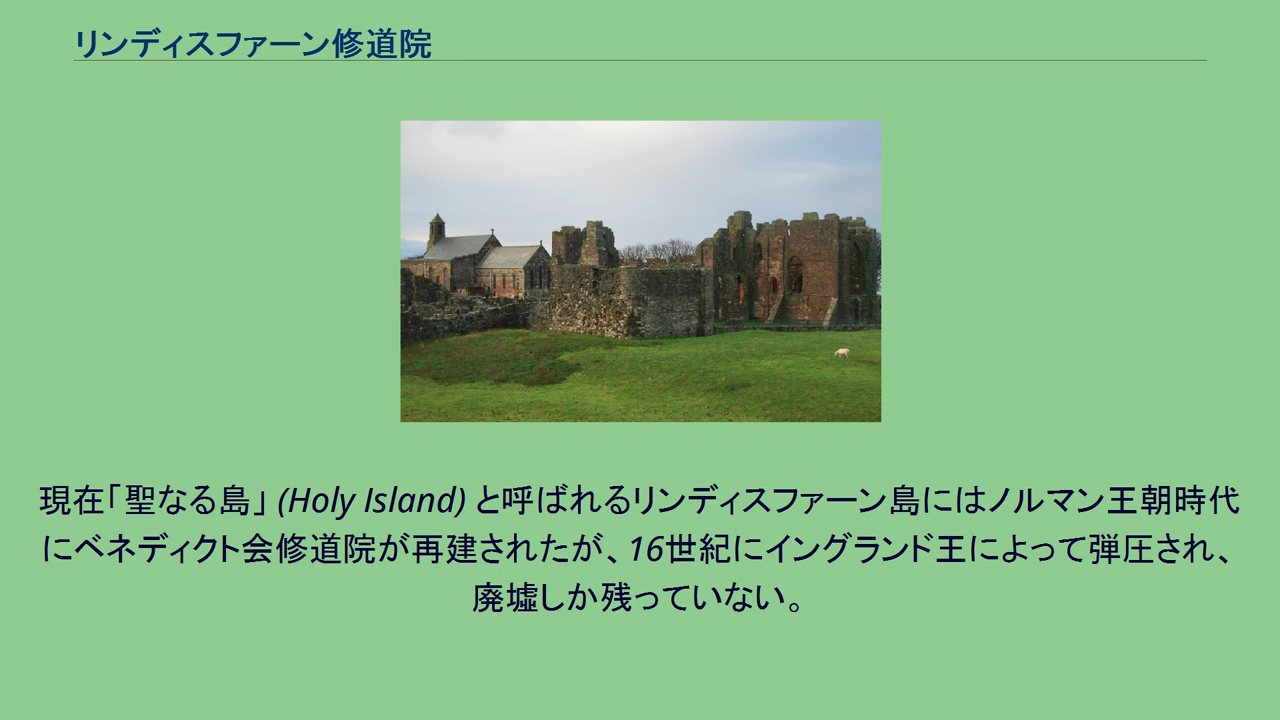 リンディスファーン修道院
現在「聖なる島」 (Holy Island) と呼ばれるリンディスファーン島にはノルマン王朝時代
にベネディクト会修道院が再建されたが、16世紀にイングランド王によって弾圧され、
廃墟しか残っていない。